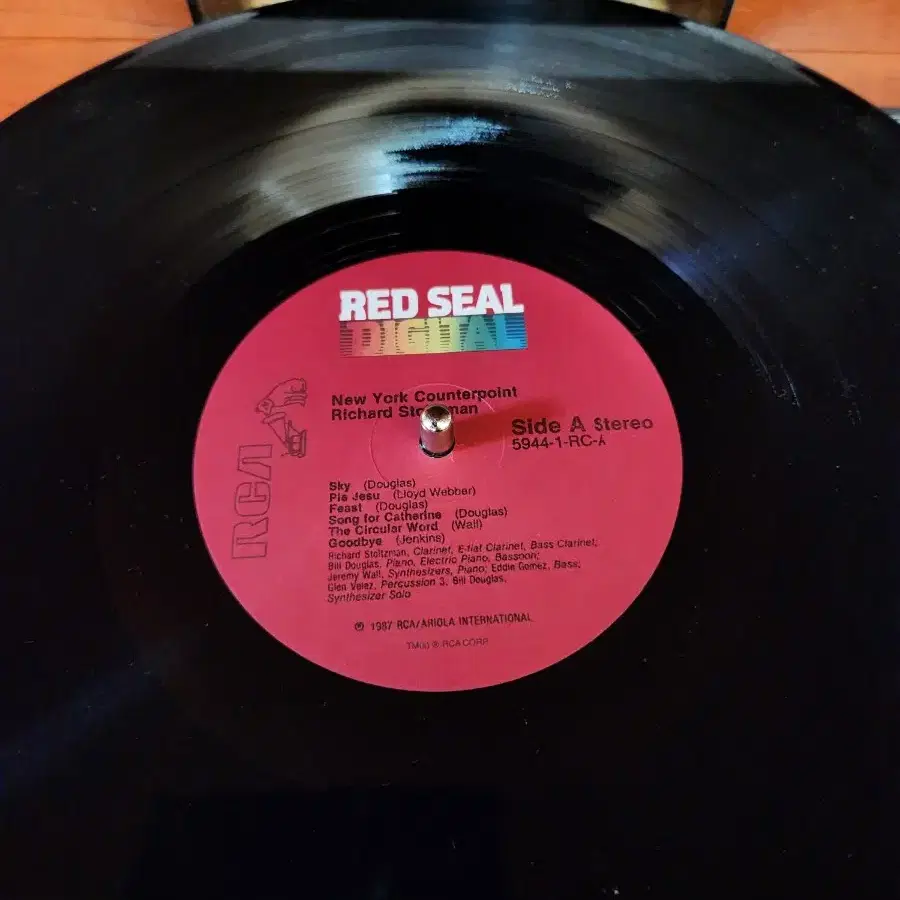 RED SEAL
DIGITAL
RCA
New York Counterpoint
Richard Stoltzman
Side A Stereo
5944-1-RC-A
Sky (Douglas)
Pie Jesu (Lloyd Webber)
Feast (Douglas)
Song for Catherine (Douglas)
The Circular Word (Wall)
Goodbye (Jenkins)
Richard Stoltzman, Clarinet, E-flat Clarinet, Bass Clarinet;
Bill Douglas, Piano, Electric Piano, Bassoon;
Jeremy Wall, Synthesizers, Piano; Eddie Gomez, Bass;
Glen Velez, Percussion 3, Bill Douglas,
Synthesizer Solo
℗ 1987 RCA/ARIOLA INTERNATIONAL
RCA CORP